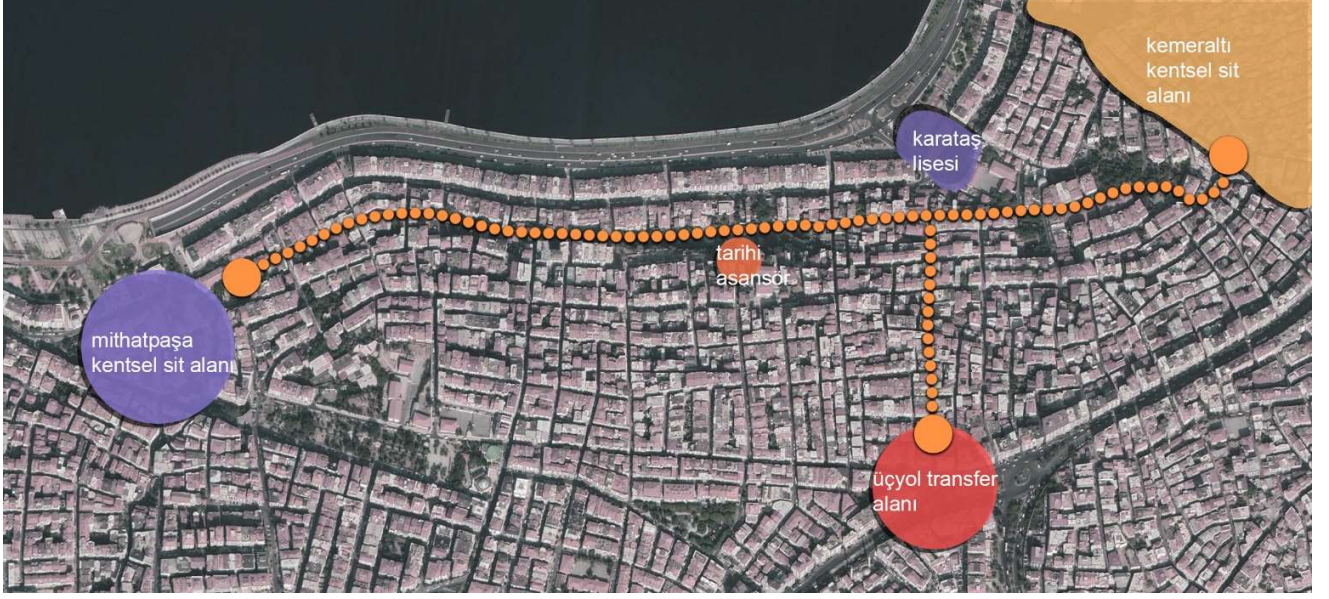 kemeraltı
kentsel sit
alanı
karataş
lisesi
tarihi
asansör
mithatpaşa
kentsel sit alanı
üçyol transfer
alanı